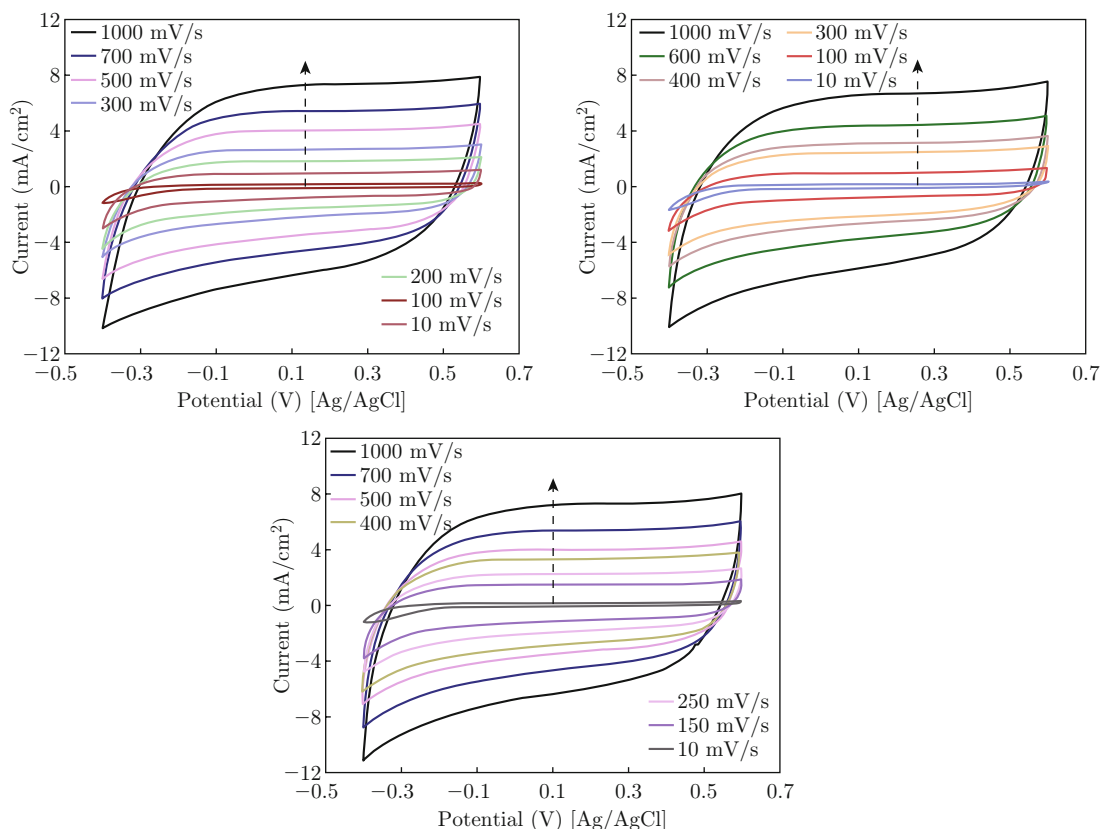 12
8
4
0
−4
−8
−12
Current (mA/cm²)
1000 mV/s
700 mV/s
500 mV/s
300 mV/s
200 mV/s
100 mV/s
10 mV/s
−0.5 −0.3 −0.1 0.1 0.3 0.5 0.7
Potential (V) [Ag/AgCl]
12
8
4
0
−4
−8
−12
Current (mA/cm²)
1000 mV/s 300 mV/s
600 mV/s 100 mV/s
400 mV/s 10 mV/s
−0.5 −0.3 −0.1 0.1 0.3 0.5 0.7
Potential (V) [Ag/AgCl]
12
8
4
0
−4
−8
−12
Current (mA/cm²)
1000 mV/s
700 mV/s
500 mV/s
400 mV/s
250 mV/s
150 mV/s
10 mV/s
−0.5 −0.3 −0.1 0.1 0.3 0.5 0.7
Potential (V) [Ag/AgCl]